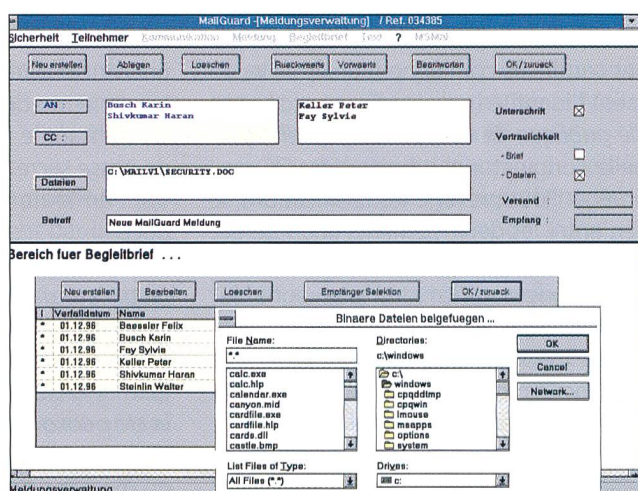 MailGuard -[Meldungsverwaltung] / Ref. 034385
Sicherheit Teilnehmer Kommunikation Meldung Begleitbrief Text ? MSMail
Neu erstellen Ablegen Loeschen Rueckwaerts Vorwaerts Beantworten OK / zurueck
AN :
Busch Karin
Shivkumar Haran
CC :
Keller Peter
Fay Sylvie
Unterschrift
Vertraulichkeit
- Brief
- Dateien
Dateien
C:\MAILV1\SECURITY.DOC
Versand :
Empfang :
Betreff
Neue MailGuard Meldung
Bereich fuer Begleitbrief . . .
Neu erstellen Bearbeiten Loeschen Empfänger Selektion OK / zurueck
! Verfalldatum Name
* 01.12.96 Baessler Felix
* 01.12.96 Busch Karin
* 01.12.96 Fay Sylvie
* 01.12.96 Keller Peter
* 01.12.96 Shivkumar Haran
* 01.12.96 Steinlin Walter
Binaere Dateien beigefuegen ...
File Name:
*.*
calc.exe
calc.hlp
calendar.exe
canyon.mid
cardfile.exe
cardfile.hlp
cards.dll
castle.bmp
Directories:
c:\windows
c:\
windows
cpqddtmp
cpqwin
lmouse
msapps
options
system
OK
Cancel
Network...
List Files of Type:
All Files (*.*)
Drives:
c:
Meldungsverwaltung